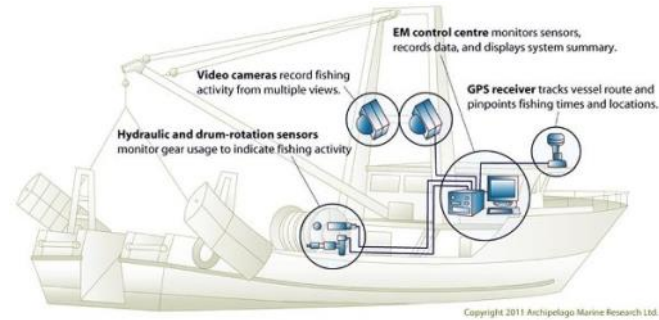 EM control centre monitors sensors,
records data, and displays system summary.
Video cameras record fishing
activity from multiple views.
GPS receiver tracks vessel route and
pinpoints fishing times and locations.
Hydraulic and drum-rotation sensors
monitor gear usage to indicate fishing activity
Copyright 2011 Archipelago Marine Research Ltd.